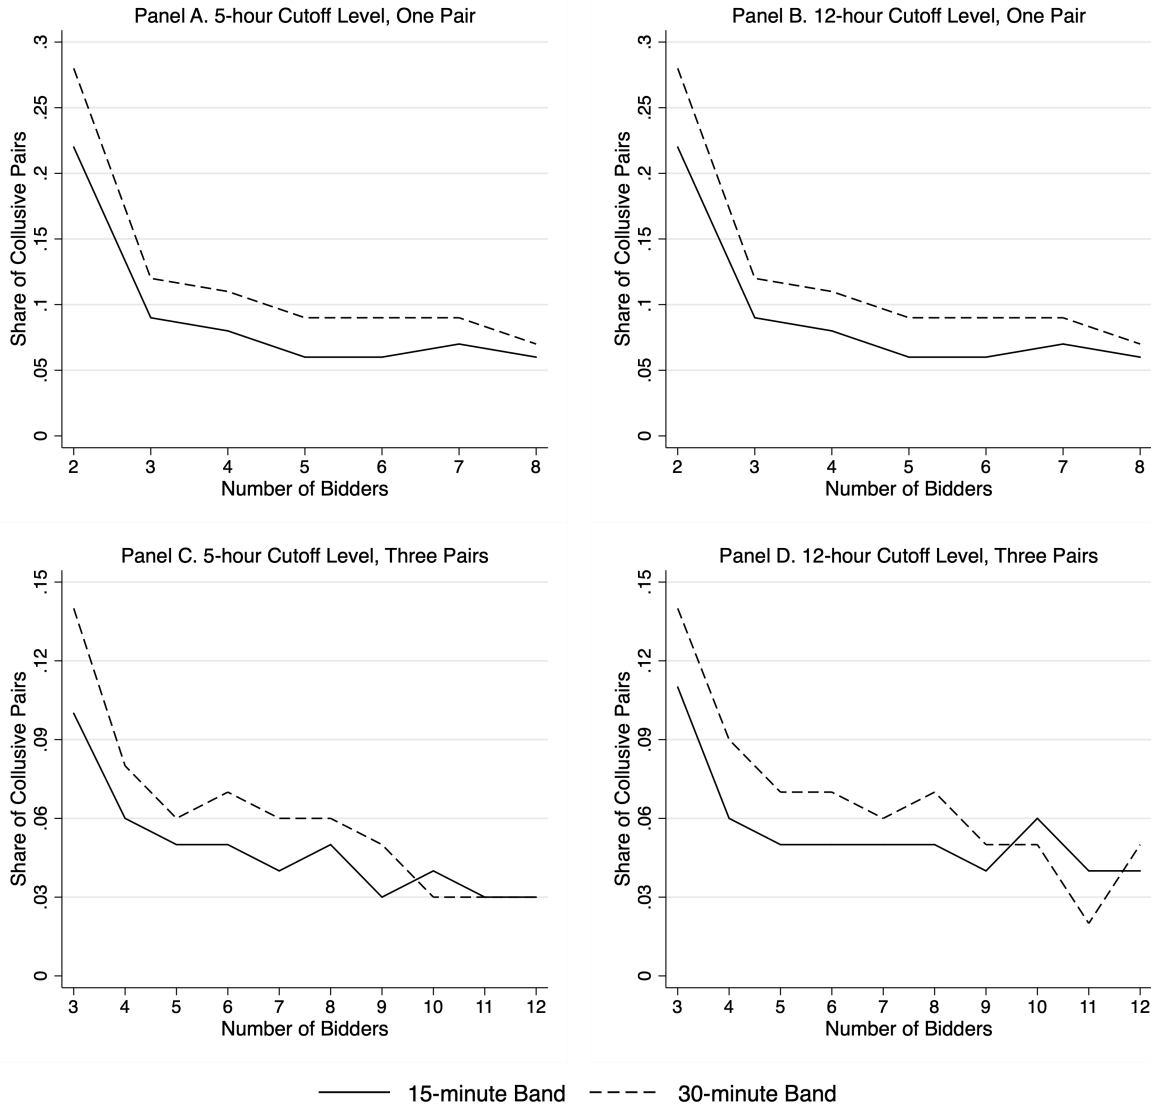 Panel A. 5-hour Cutoff Level, One Pair
Share of Collusive Pairs
.3
.25
.2
.15
.1
.05
0
2 3 4 5 6 7 8
Number of Bidders
Panel B. 12-hour Cutoff Level, One Pair
Share of Collusive Pairs
.3
.25
.2
.15
.1
.05
0
2 3 4 5 6 7 8
Number of Bidders
Panel C. 5-hour Cutoff Level, Three Pairs
Share of Collusive Pairs
.15
.12
.09
.06
.03
0
3 4 5 6 7 8 9 10 11 12
Number of Bidders
Panel D. 12-hour Cutoff Level, Three Pairs
Share of Collusive Pairs
.15
.12
.09
.06
.03
0
3 4 5 6 7 8 9 10 11 12
Number of Bidders
15-minute Band 30-minute Band